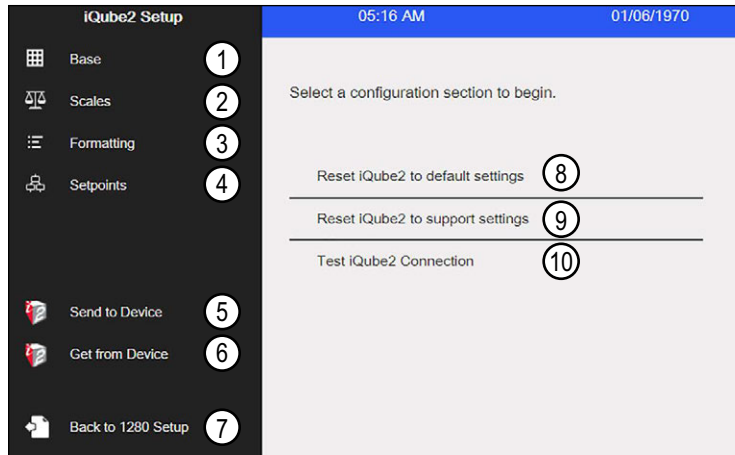 iQube2 Setup
05:16 AM
01/06/1970
Base 1
Scales 2
Formatting 3
Setpoints 4
Send to Device 5
Get from Device 6
Back to 1280 Setup 7
Select a configuration section to begin.
Reset iQube2 to default settings 8
Reset iQube2 to support settings 9
Test iQube2 Connection 10